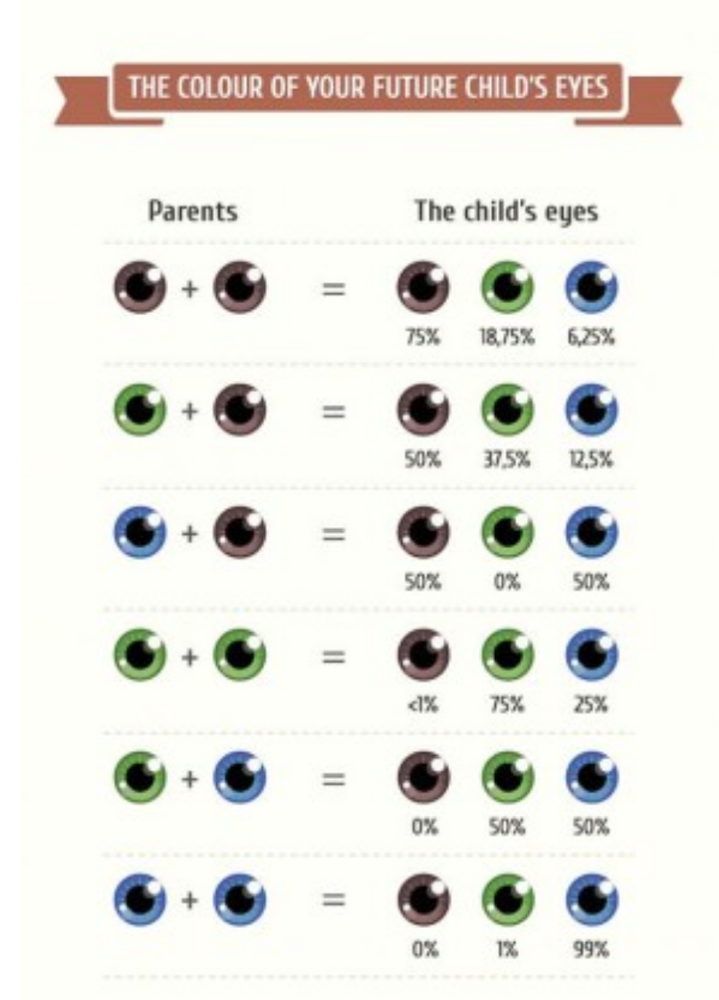 THE COLOUR OF YOUR FUTURE CHILD'S EYES
Parents The child's eyes
+ = 75% 18,75% 6,25%
+ = 50% 37,5% 12,5%
+ = 50% 0% 50%
+ = <1% 75% 25%
+ = 0% 50% 50%
+ = 0% 1% 99%